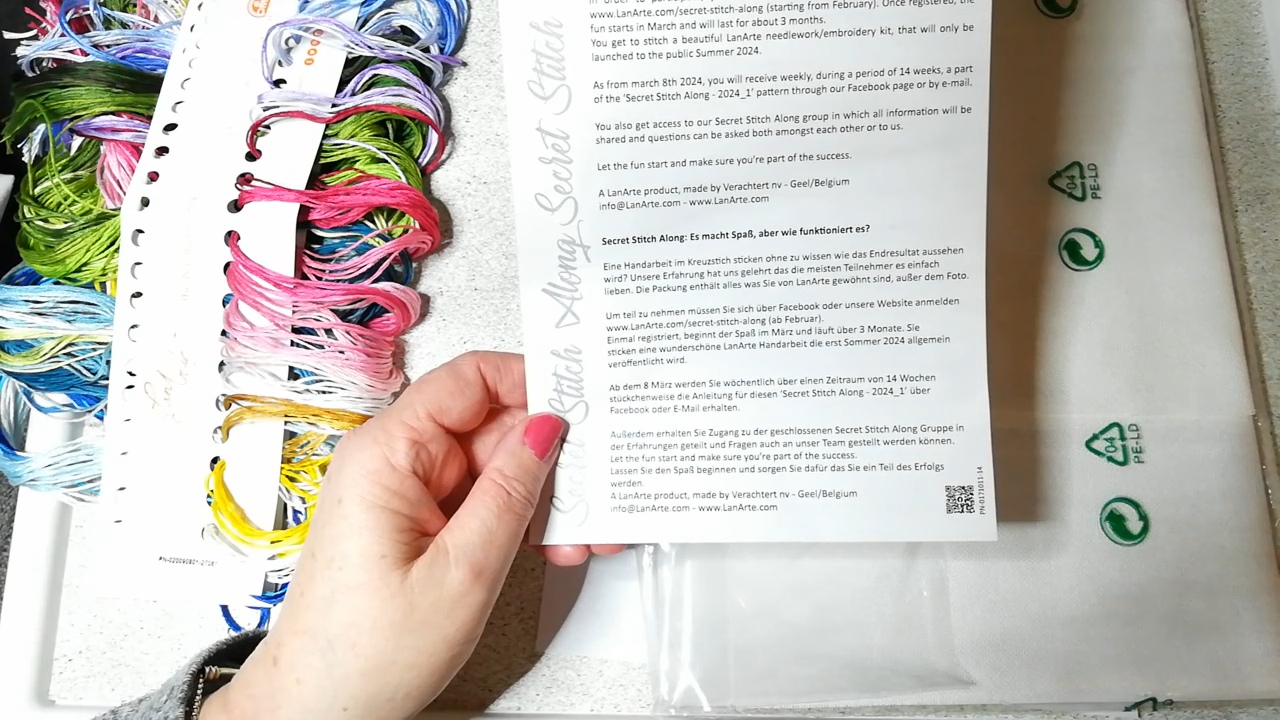 www.LanArte.com/secret-stitch-along (starting from February). Once registered, the
fun starts in March and will last for about 3 months.
You get to stitch a beautiful LanArte needlework/embroidery kit, that will only be
launched to the public Summer 2024.
As from march 8th 2024, you will receive weekly, during a period of 14 weeks, a part
of the 'Secret Stitch Along - 2024_1' pattern through our Facebook page or by e-mail.
You also get access to our Secret Stitch Along group in which all information will be
shared and questions can be asked both amongst each other or to us.
Let the fun start and make sure you're part of the success.
A LanArte product, made by Verachtert nv - Geel/Belgium
info@LanArte.com - www.LanArte.com
Secret Stitch Along: Es macht Spaß, aber wie funktioniert es?
Eine Handarbeit im Kreuzstich sticken ohne zu wissen wie das Endresultat aussehen
wird? Unsere Erfahrung hat uns gelehrt das die meisten Teilnehmer es einfach
lieben. Die Packung enthält alles was Sie von LanArte gewöhnt sind, außer dem Foto.
Um teil zu nehmen müssen Sie sich über Facebook oder unsere Website anmelden
www.LanArte.com/secret-stitch-along (ab Februar).
Einmal registriert, beginnt der Spaß im März und läuft über 3 Monate. Sie
sticken eine wunderschöne LanArte Handarbeit die erst Sommer 2024 allgemein
veröffentlicht wird.
Ab dem 8 März werden Sie wöchentlich über einen Zeitraum von 14 Wochen
stückchenweise die Anleitung für diesen 'Secret Stitch Along - 2024_1' über
Facebook oder E-Mail erhalten.
Außerdem erhalten Sie Zugang zu der geschlossenen Secret Stitch Along Gruppe in
der Erfahrungen geteilt und Fragen auch an unser Team gestellt werden können.
Let the fun start and make sure you're part of the success.
Lassen Sie den Spaß beginnen und sorgen Sie dafür das Sie ein Teil des Erfolgs
werden.
A LanArte product, made by Verachtert nv - Geel/Belgium
info@LanArte.com - www.LanArte.com
PN-0171011-14
Secret Stitch Along Secret Stitch
04
PE-LD
04
PE-LD